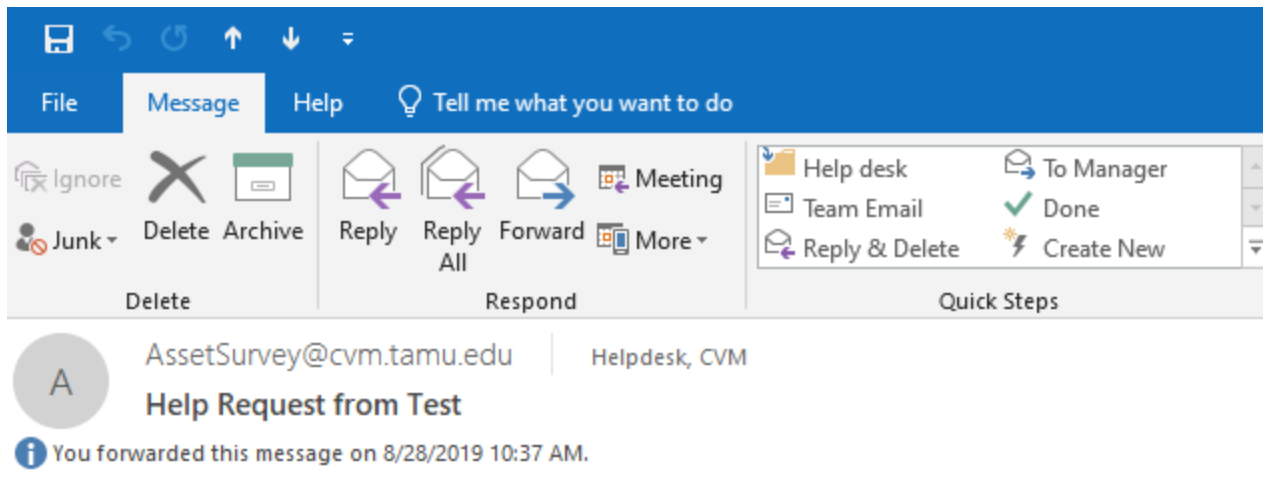 File Message Help Tell me what you want to do
Ignore
Junk
Delete
Archive
Reply
Reply All
Forward
Meeting
More
Help desk
Team Email
Reply & Delete
To Manager
Done
Create New
Delete
Respond
Quick Steps
A
AssetSurvey@cvm.tamu.edu Helpdesk, CVM
Help Request from Test
You forwarded this message on 8/28/2019 10:37 AM.